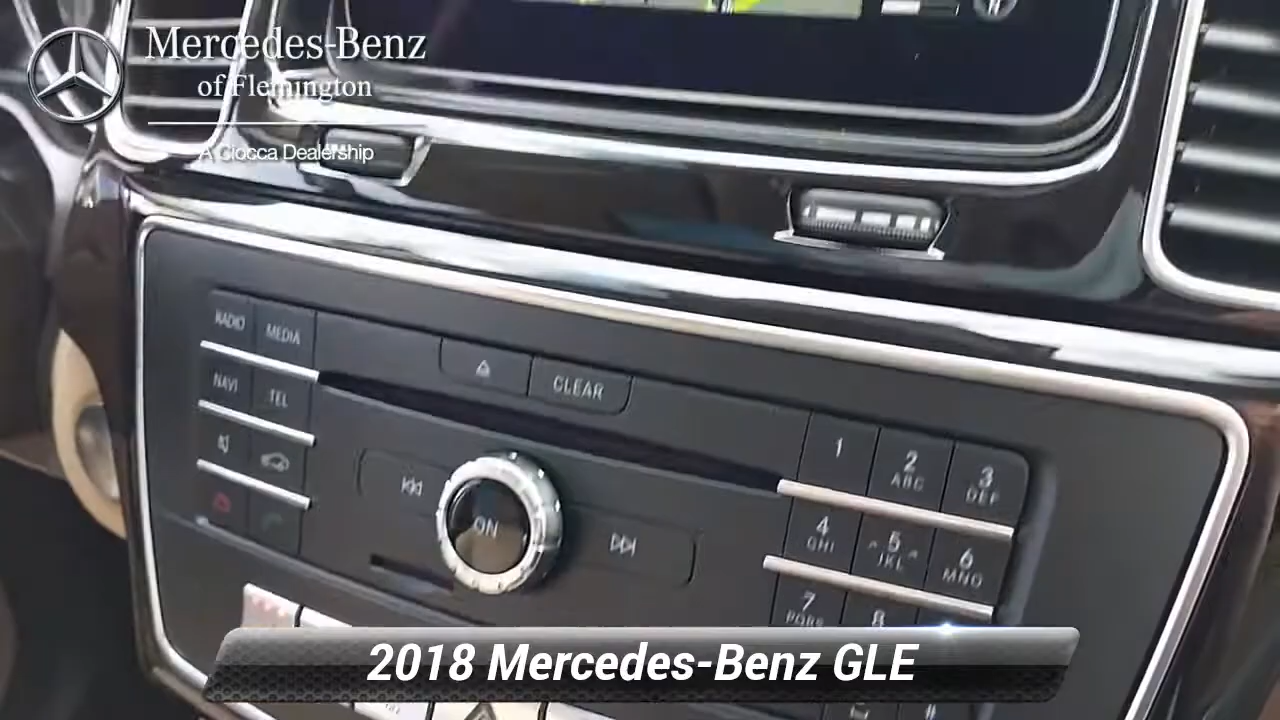 Mercedes-Benz
of Flemington
A Ciocca Dealership
RADIO MEDIA
NAVI TEL
CLEAR
ON
1 2 3
ABC DEF
4 5 6
GHI JKL MNO
7 8
PQRS
#
2018 Mercedes-Benz GLE